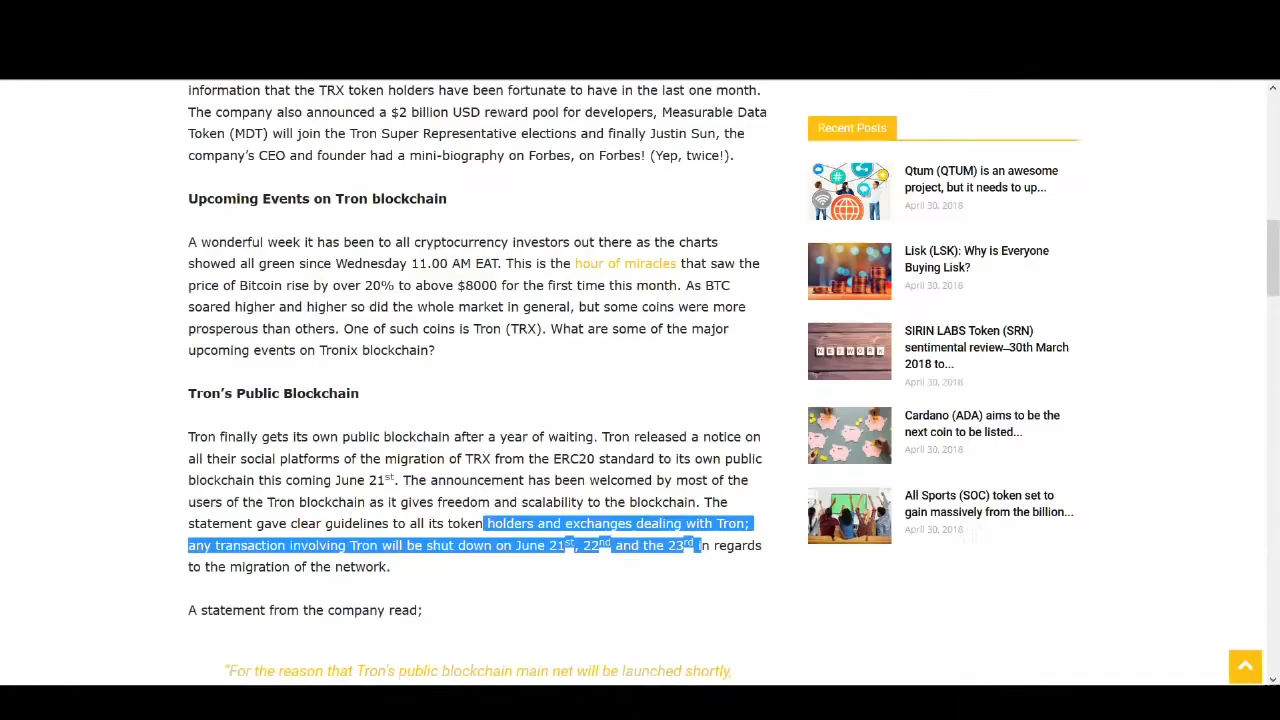 information that the TRX token holders have been fortunate to have in the last one month.
The company also announced a $2 billion USD reward pool for developers, Measurable Data
Token (MDT) will join the Tron Super Representative elections and finally Justin Sun, the
company's CEO and founder had a mini-biography on Forbes, on Forbes! (Yep, twice!).
Upcoming Events on Tron blockchain
A wonderful week it has been to all cryptocurrency investors out there as the charts
showed all green since Wednesday 11.00 AM EAT. This is the hour of miracles that saw the
price of Bitcoin rise by over 20% to above $8000 for the first time this month. As BTC
soared higher and higher so did the whole market in general, but some coins were more
prosperous than others. One of such coins is Tron (TRX). What are some of the major
upcoming events on Tronix blockchain?
Tron's Public Blockchain
Tron finally gets its own public blockchain after a year of waiting. Tron released a notice on
all their social platforms of the migration of TRX from the ERC20 standard to its own public
blockchain this coming June 21st. The announcement has been welcomed by most of the
users of the Tron blockchain as it gives freedom and scalability to the blockchain. The
statement gave clear guidelines to all its token holders and exchanges dealing with Tron;
any transaction involving Tron will be shut down on June 21st, 22nd and the 23rd in regards
to the migration of the network.
A statement from the company read;
"For the reason that Tron's public blockchain main net will be launched shortly,
Recent Posts
Qtum (QTUM) is an awesome
project, but it needs to up...
April 30, 2018
Lisk (LSK): Why is Everyone
Buying Lisk?
April 30, 2018
NETWORK
SIRIN LABS Token (SRN)
sentimental review–30th March
2018 to...
April 30, 2018
Cardano (ADA) aims to be the
next coin to be listed...
April 30, 2018
All Sports (SOC) token set to
gain massively from the billion...
April 30, 2018